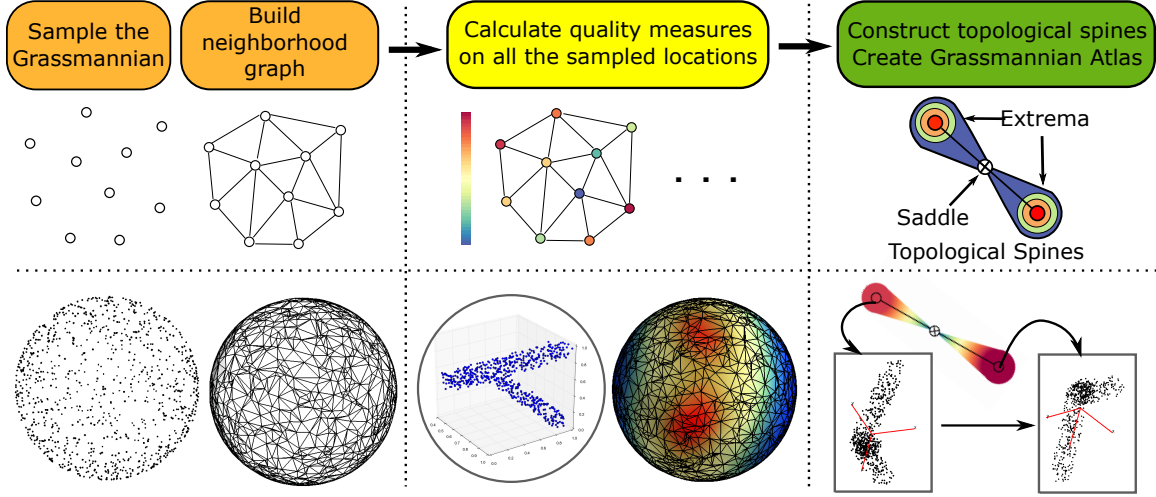 Sample the
Grassmannian
Build
neighborhood
graph
Calculate quality measures
on all the sampled locations
Construct topological spines
Create Grassmannian Atlas
. . .
Extrema
Saddle
Topological Spines